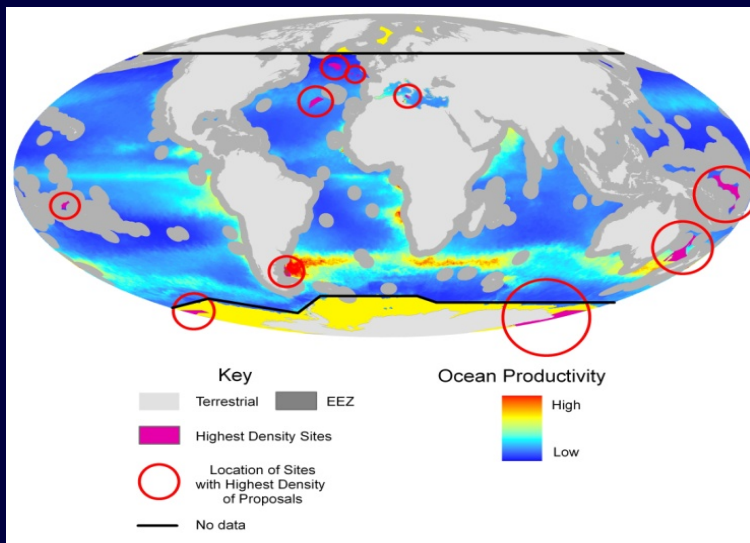 Key
Terrestrial
EEZ
Highest Density Sites
Location of Sites
with Highest Density
of Proposals
No data
Ocean Productivity
High
Low